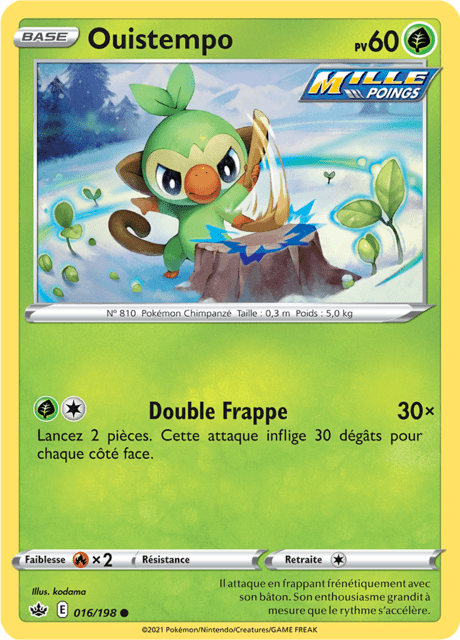 BASE Ouistempo PV60
MILLE
POINGS
N° 810 Pokémon Chimpanzé Taille : 0,3 m Poids : 5,0 kg
Double Frappe 30×
Lancez 2 pièces. Cette attaque inflige 30 dégâts pour
chaque côté face.
Faiblesse ×2 Résistance Retraite
Illus. kodama
E 016/198
Il attaque en frappant frénétiquement avec
son bâton. Son enthousiasme grandit à
mesure que le rythme s'accélère.
©2021 Pokémon/Nintendo/Creatures/GAME FREAK